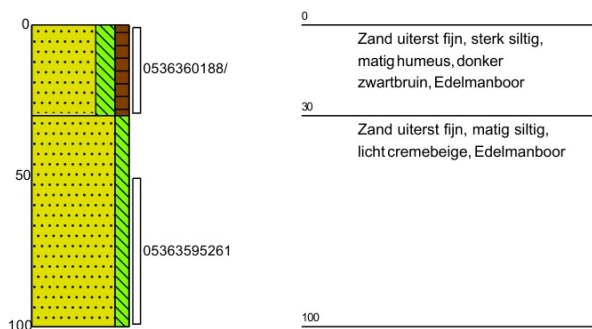 0
0536360188/
50
05363595261
100
0
Zand uiterst fijn, sterk siltig,
matig humeus, donker
zwartbruin, Edelmanboor
30
Zand uiterst fijn, matig siltig,
licht cremebeige, Edelmanboor
100